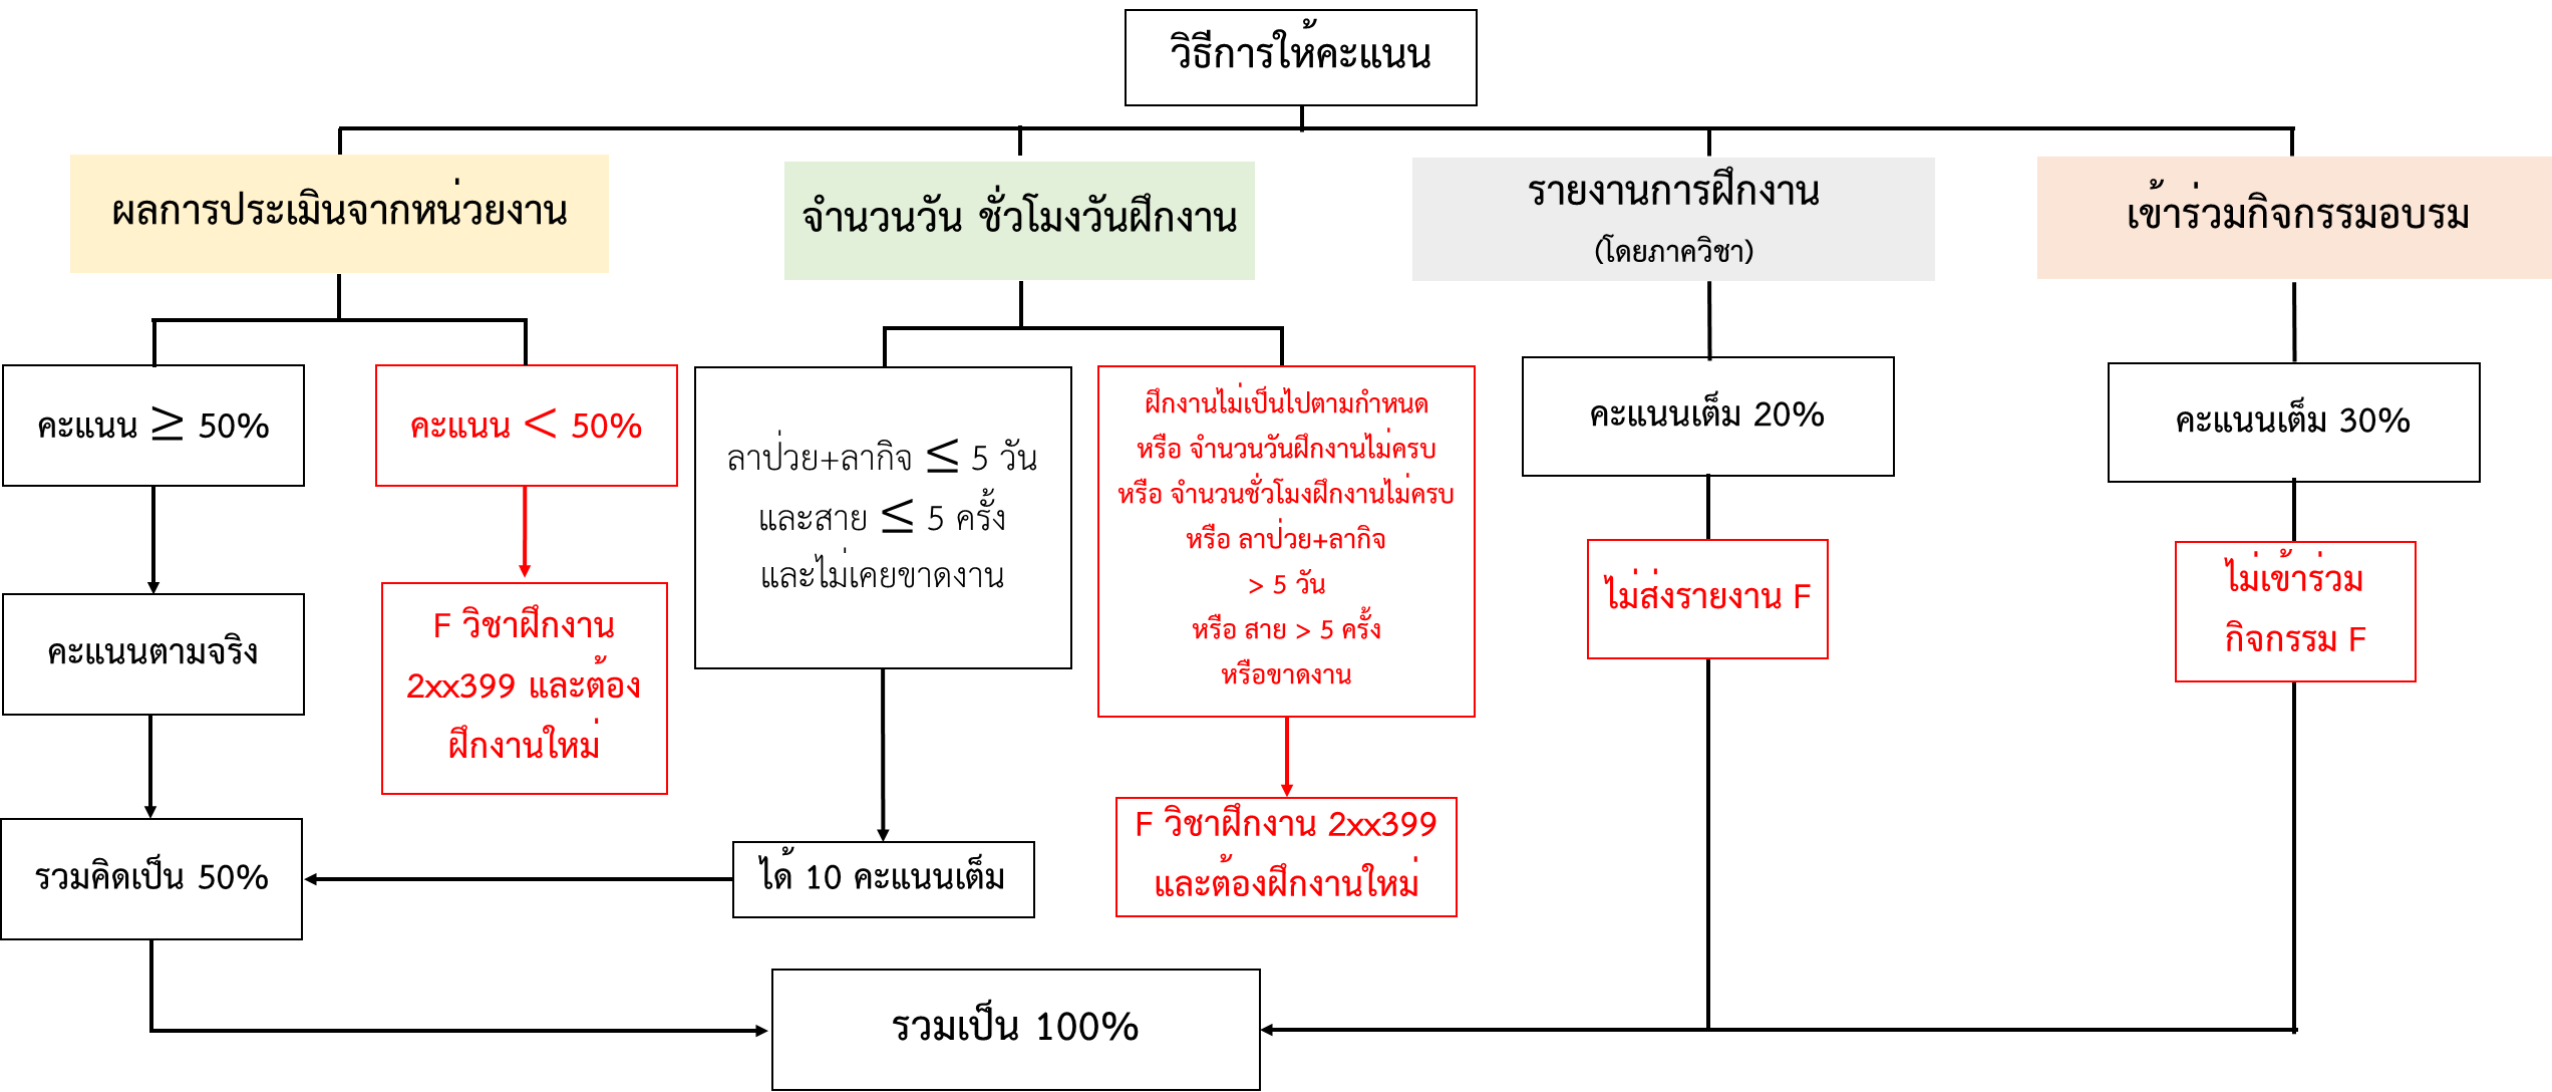 วิธีการให้คะแนน
ผลการประเมินจากหน่วยงาน
จำนวนวัน ชั่วโมงวันฝึกงาน
รายงานการฝึกงาน
(โดยภาควิชา)
เข้าร่วมกิจกรรมอบรม
คะแนน ≥ 50%
คะแนน < 50%
ลาป่วย+ลากิจ ≤ 5 วัน
และสาย ≤ 5 ครั้ง
และไม่เคยขาดงาน
ฝึกงานไม่เป็นไปตามกำหนด
หรือ จำนวนวันฝึกงานไม่ครบ
หรือ จำนวนชั่วโมงฝึกงานไม่ครบ
หรือ ลาป่วย+ลากิจ
> 5 วัน
หรือ สาย > 5 ครั้ง
หรือขาดงาน
คะแนนเต็ม 20%
คะแนนเต็ม 30%
คะแนนตามจริง
F วิชาฝึกงาน
2xx399 และต้อง
ฝึกงานใหม่
ไม่ส่งรายงาน F
ไม่เข้าร่วม
กิจกรรม F
รวมคิดเป็น 50%
ได้ 10 คะแนนเต็ม
F วิชาฝึกงาน 2xx399
และต้องฝึกงานใหม่
รวมเป็น 100%